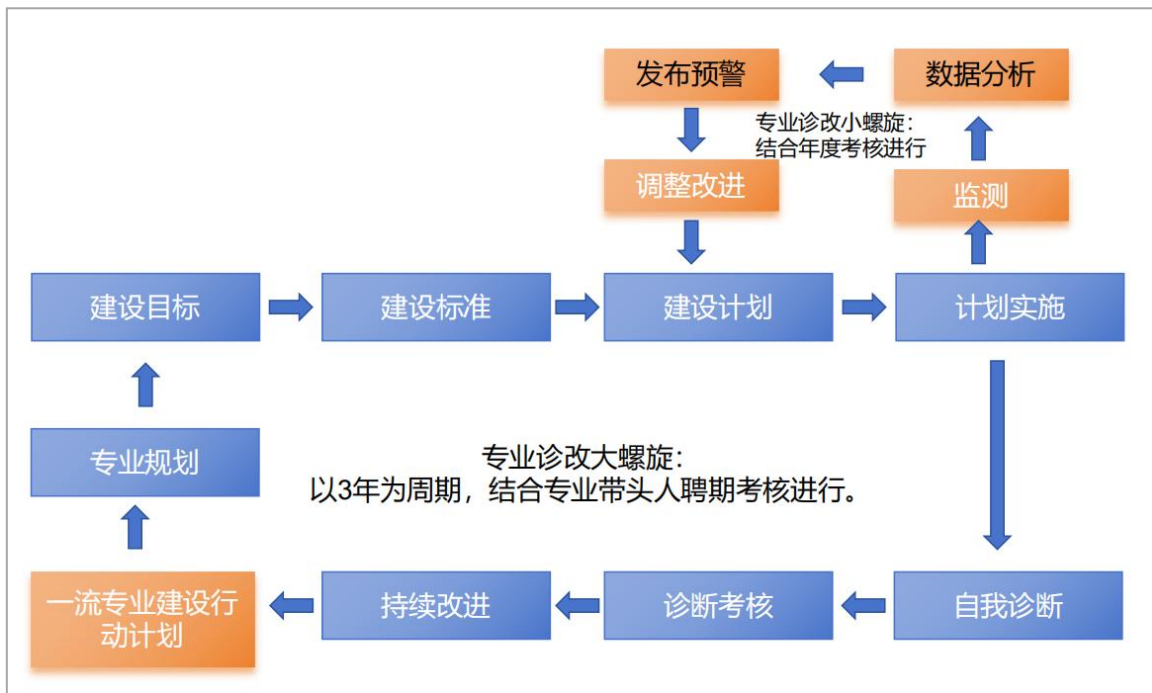 发布预警
数据分析
专业诊改小螺旋：
结合年度考核进行
调整改进
监测
建设目标
建设标准
建设计划
计划实施
专业规划
专业诊改大螺旋：
以3年为周期，结合专业带头人聘期考核进行。
一流专业建设行
动计划
持续改进
诊断考核
自我诊断